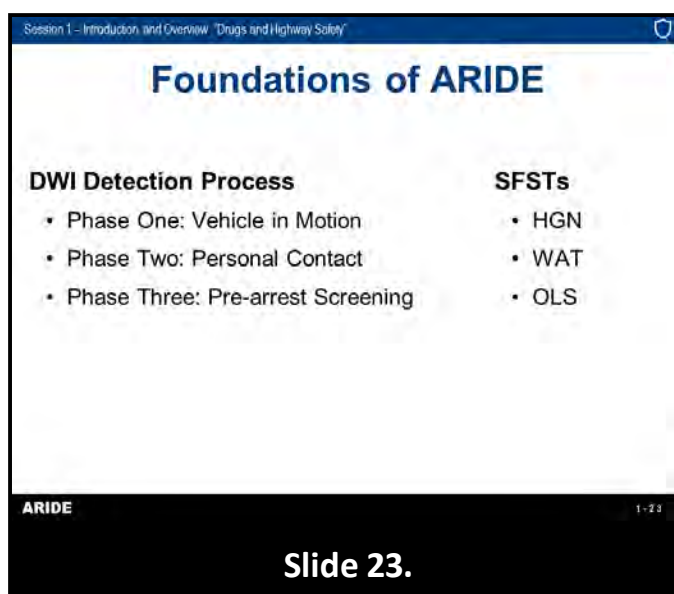 Session 1 – Introduction and Overview "Drugs and Highway Safety"
Foundations of ARIDE
DWI Detection Process
• Phase One: Vehicle in Motion
• Phase Two: Personal Contact
• Phase Three: Pre-arrest Screening
SFSTs
• HGN
• WAT
• OLS
ARIDE
1-23
Slide 23.